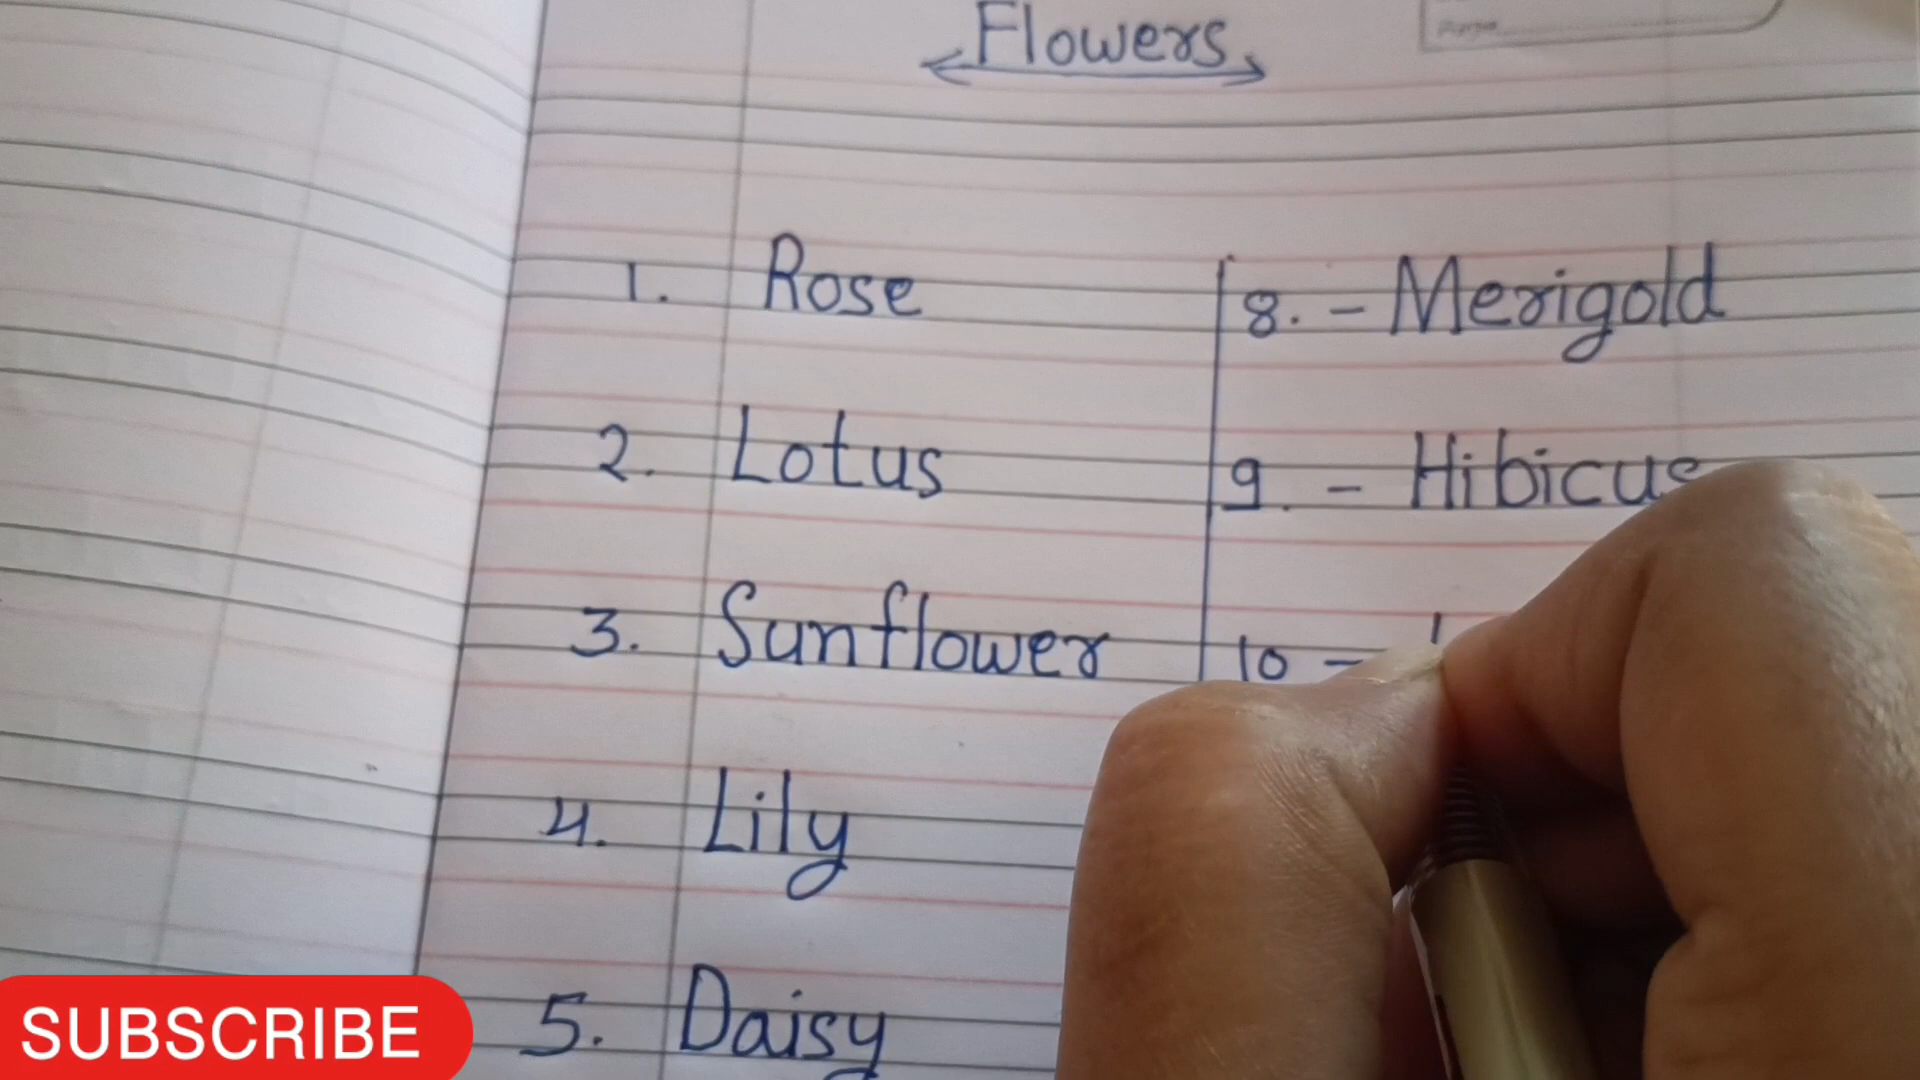 Flowers
1. Rose
2. Lotus
3. Sunflower
4. Lily
5. Daisy
8. - Merigold
9. - Hibicus
10 -
SUBSCRIBE